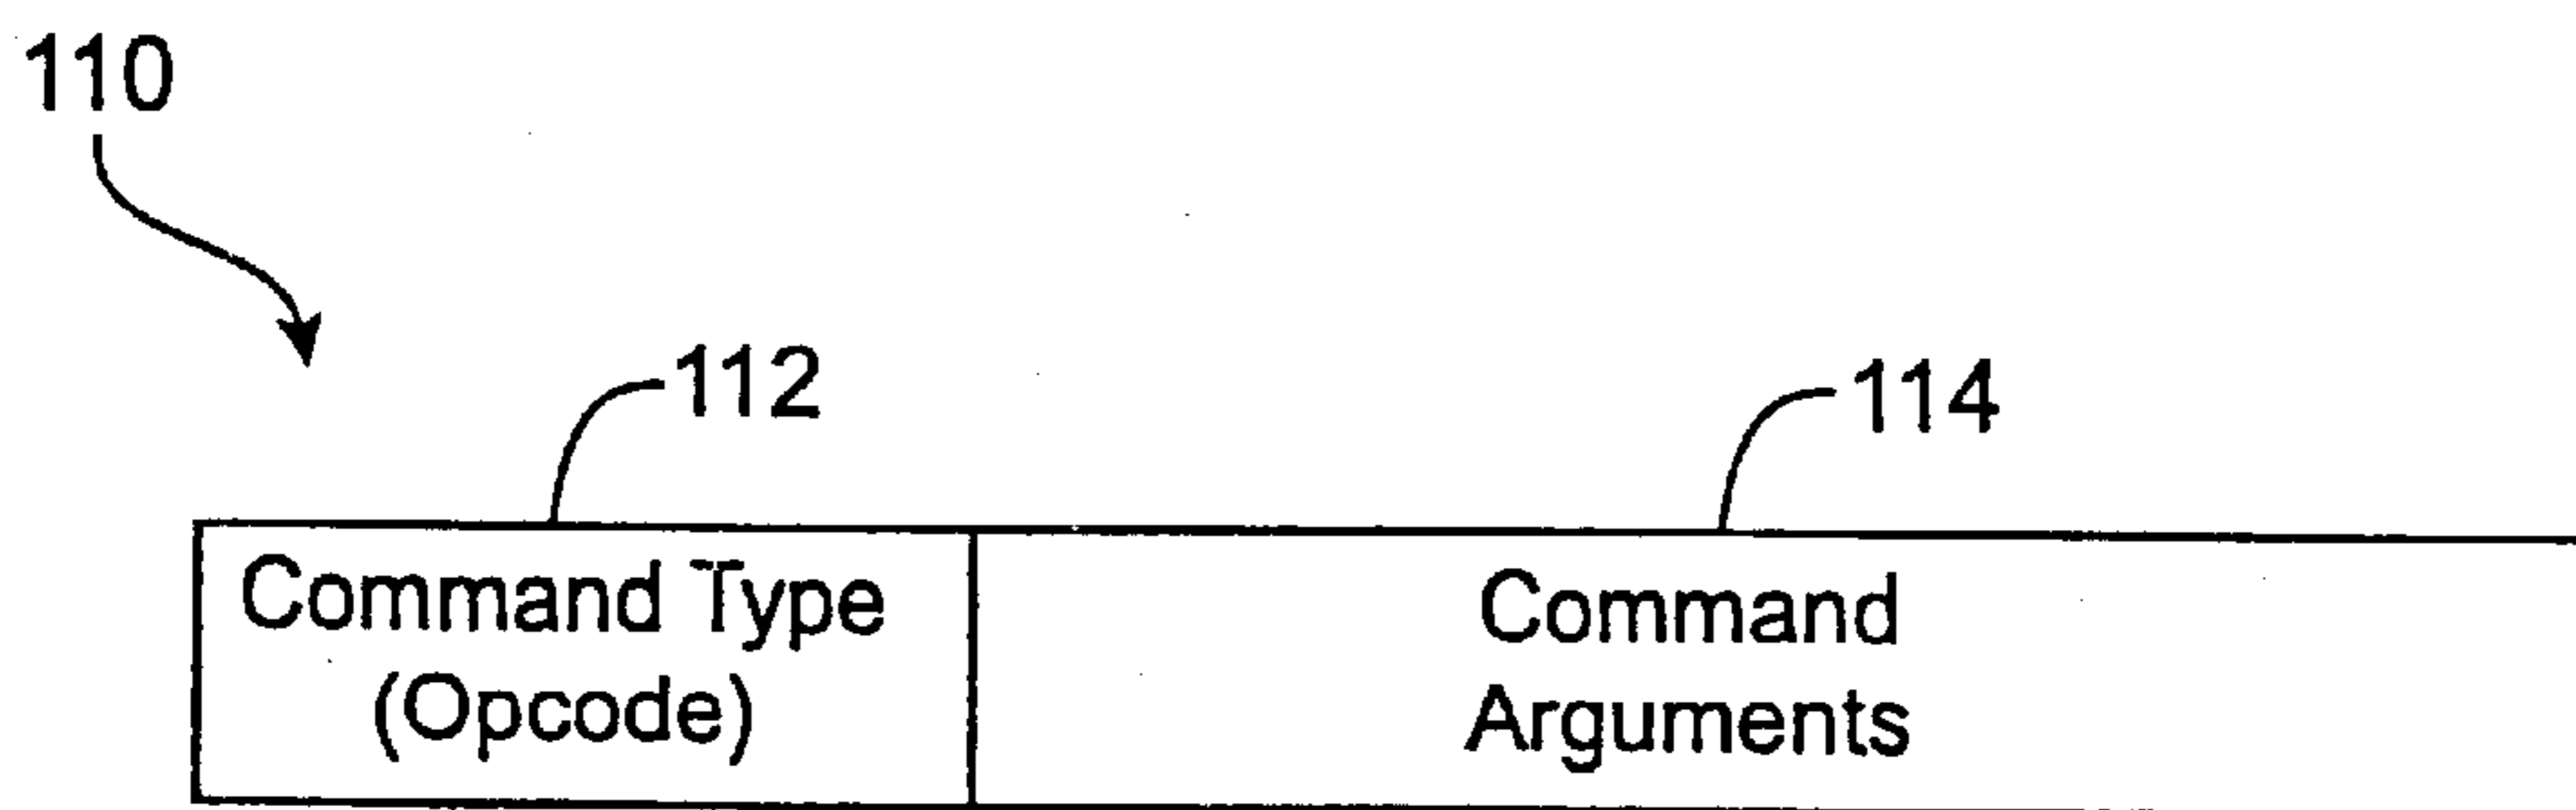 110
112
114
Command Type
(Opcode)
Command
Arguments